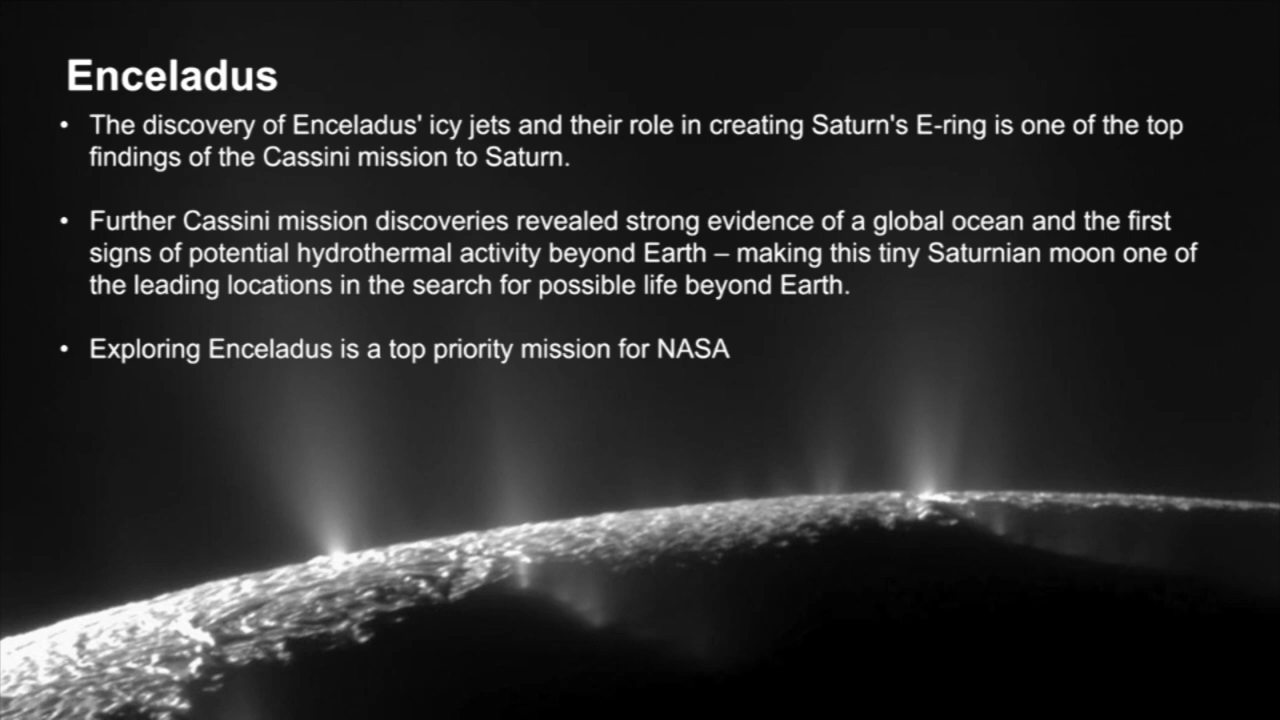 Enceladus
• The discovery of Enceladus' icy jets and their role in creating Saturn's E-ring is one of the top
findings of the Cassini mission to Saturn.
• Further Cassini mission discoveries revealed strong evidence of a global ocean and the first
signs of potential hydrothermal activity beyond Earth – making this tiny Saturnian moon one of
the leading locations in the search for possible life beyond Earth.
• Exploring Enceladus is a top priority mission for NASA